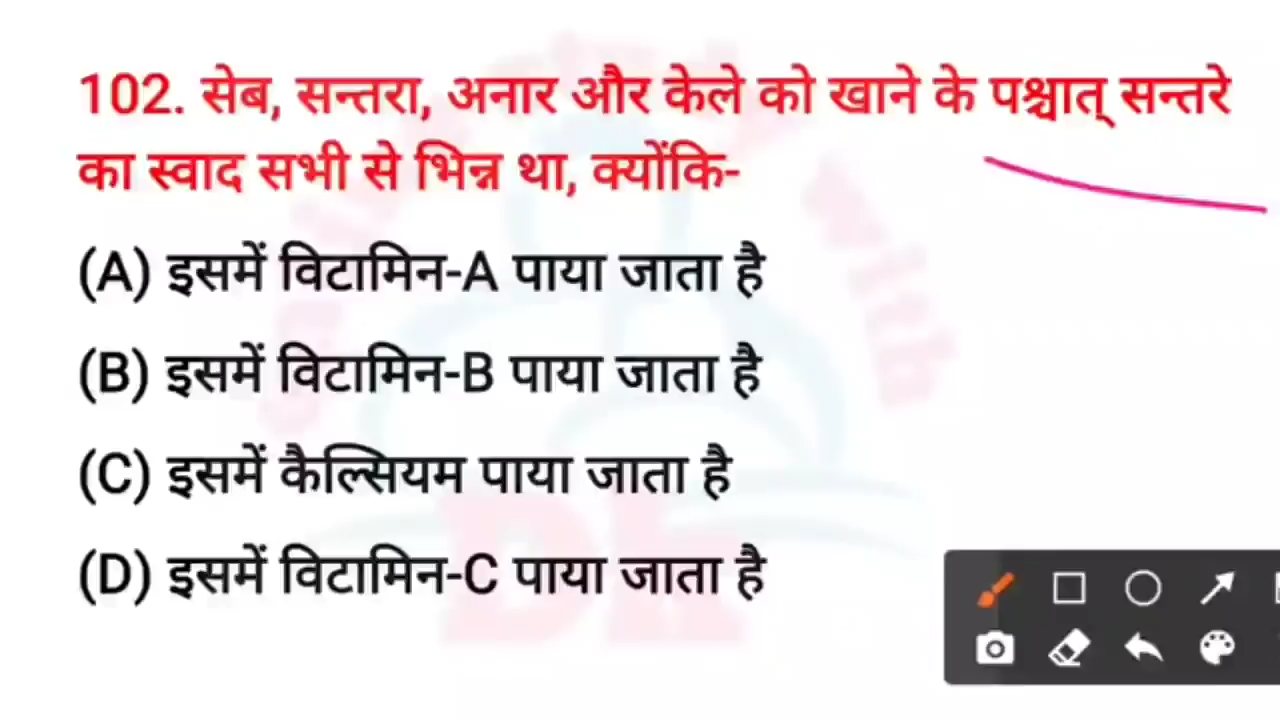 102. सेब, सन्तरा, अनार और केले को खाने के पश्चात् सन्तरे
का स्वाद सभी से भिन्न था, क्योंकि-
(A) इसमें विटामिन-A पाया जाता है
(B) इसमें विटामिन-B पाया जाता है
(C) इसमें कैल्सियम पाया जाता है
(D) इसमें विटामिन-C पाया जाता है